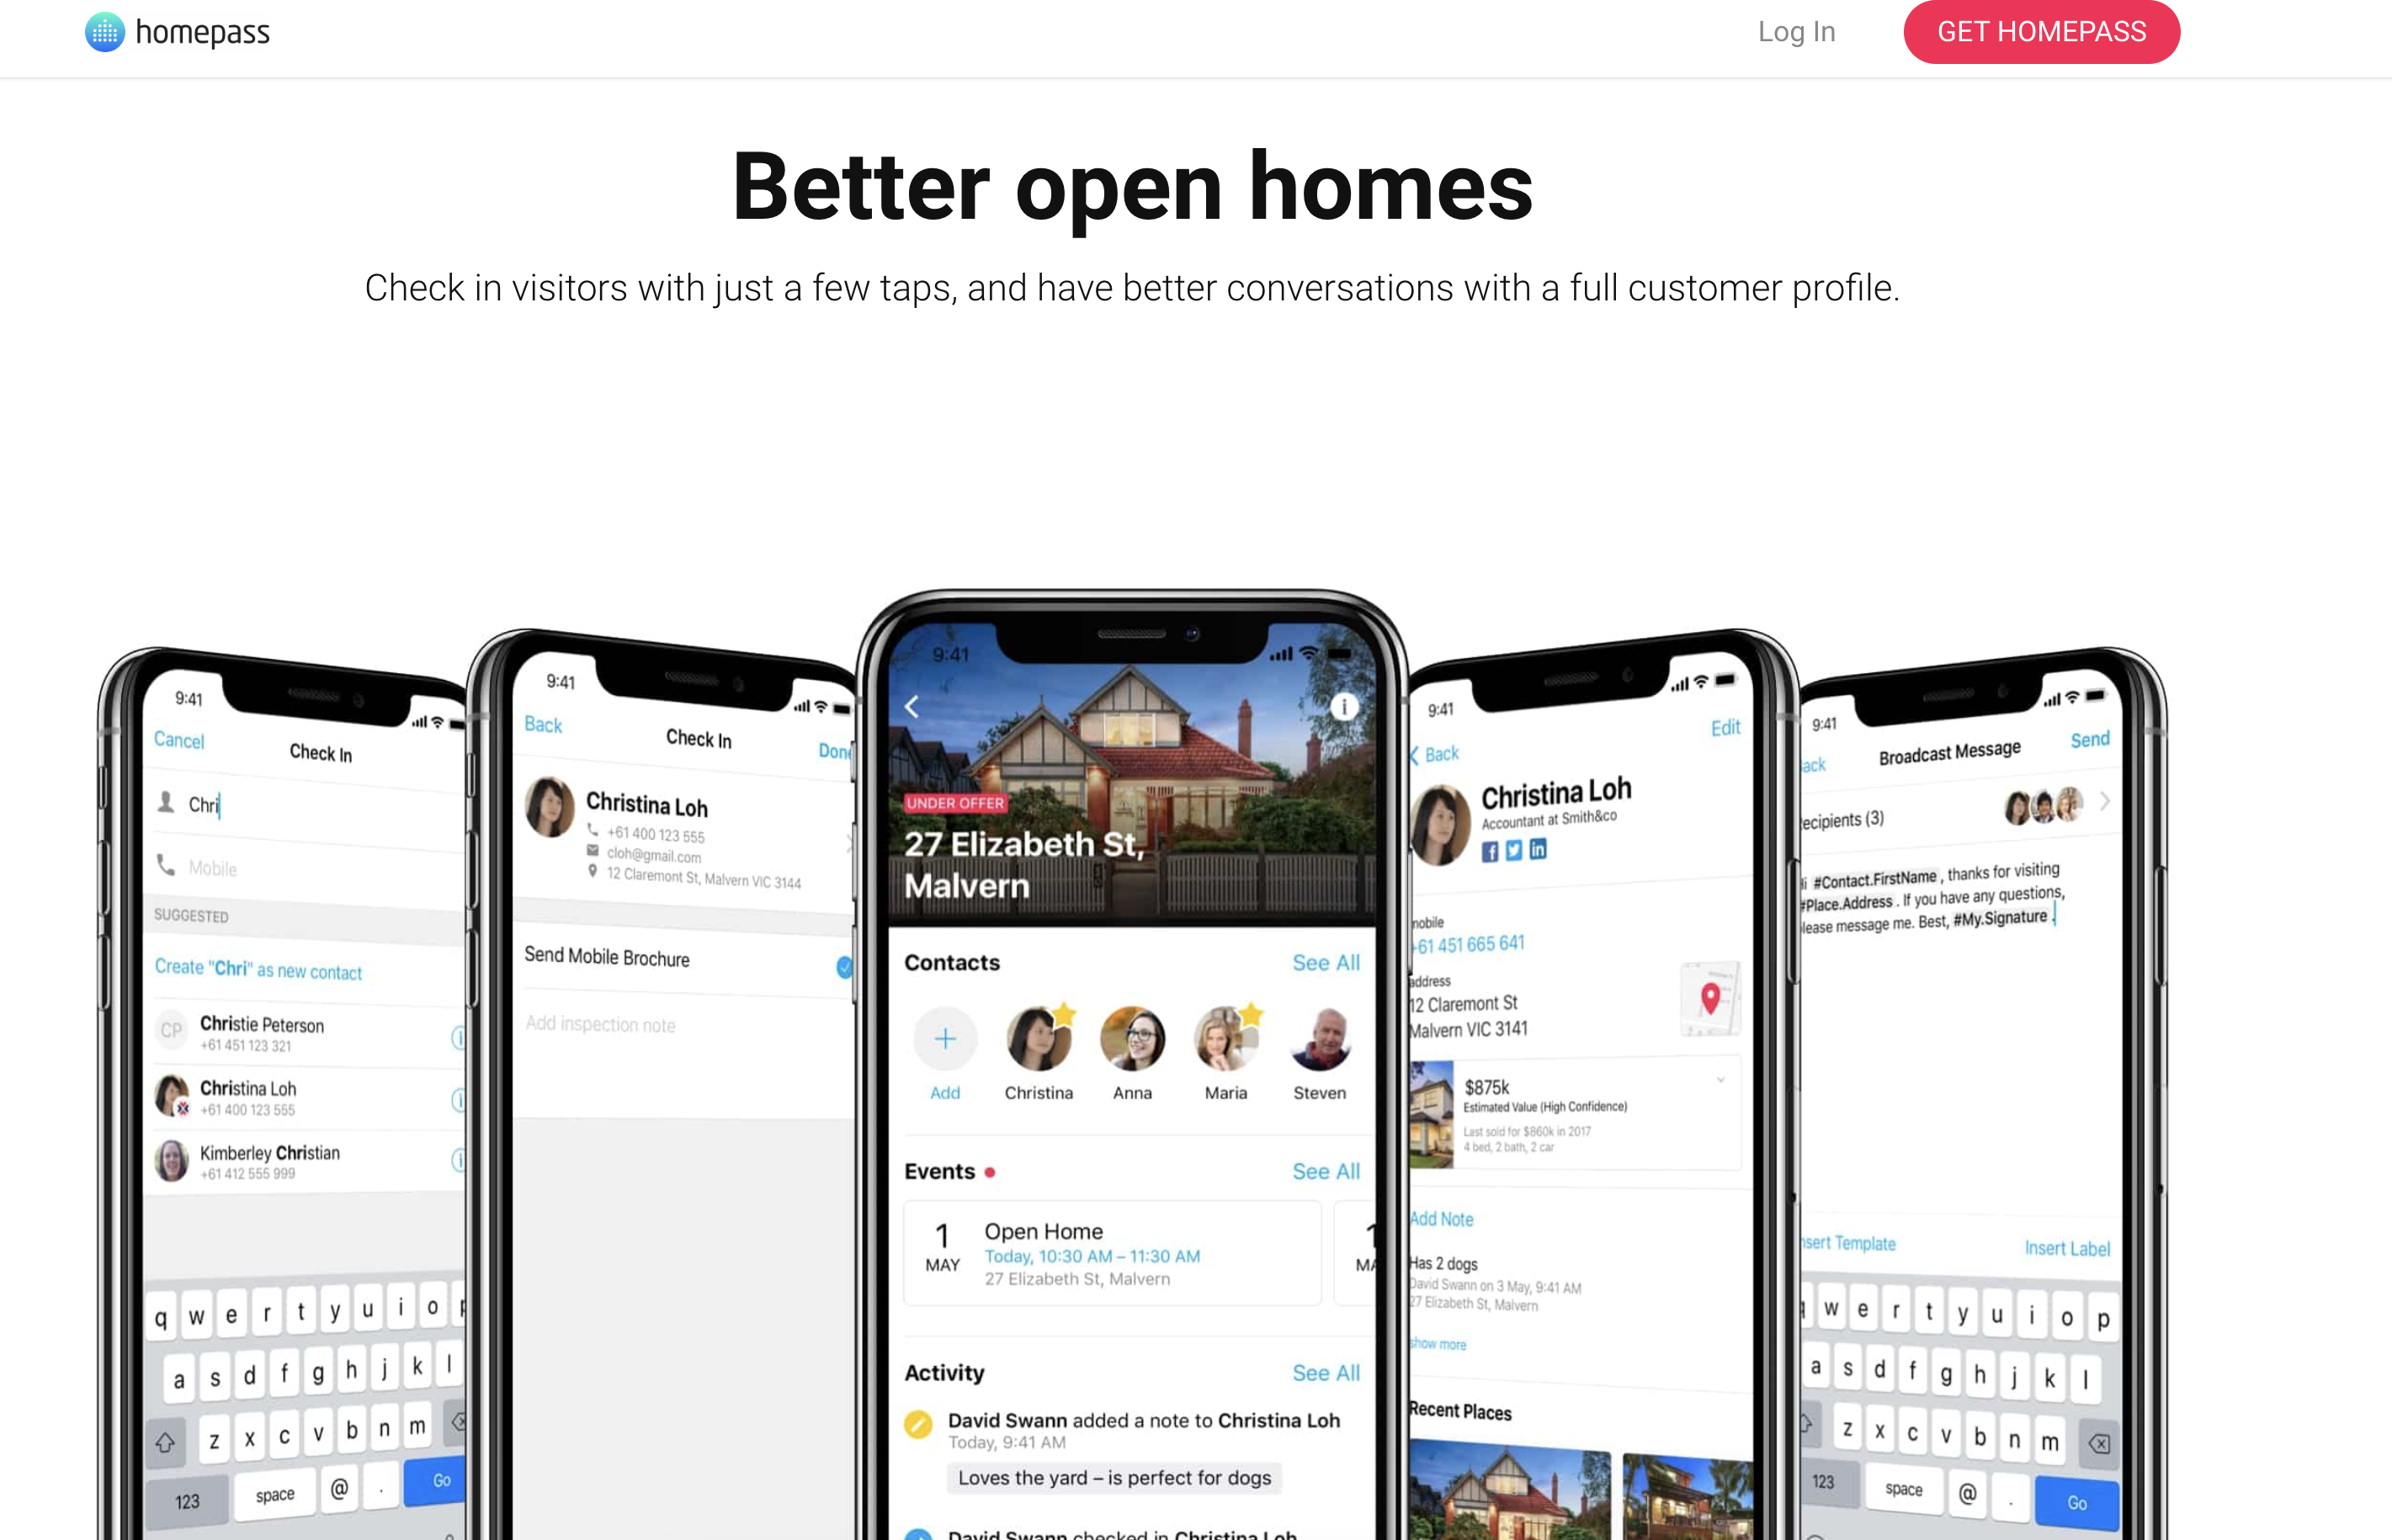 homepass
Log In
GET HOMEPASS
Better open homes
Check in visitors with just a few taps, and have better conversations with a full customer profile.
9:41
Cancel
Check In
Chri
Mobile
SUGGESTED
Create "Chri" as new contact
CP
Christie Peterson
+61 451 123 321
Christina Loh
+61 400 123 555
Kimberley Christian
+61 412 555 999
q w e r t y u i o p
a s d f g h j k l
z x c v b n m
123 space @ . Go
9:41
Back
Check In
Done
Christina Loh
+61 400 123 555
cloh@gmail.com
12 Claremont St, Malvern VIC 3144
Send Mobile Brochure
Add inspection note
9:41
i
UNDER OFFER
27 Elizabeth St,
Malvern
Contacts See All
Add Christina Anna Maria Steven
Events See All
1
MAY
Open Home
Today, 10:30 AM – 11:30 AM
27 Elizabeth St, Malvern
1
MA
Activity See All
David Swann added a note to Christina Loh
Today, 9:41 AM
Loves the yard – is perfect for dogs
David Swann checked in Christina Loh
9:41
Back
Edit
Christina Loh
Accountant at Smith&co
f in
mobile
+61 451 665 641
address
12 Claremont St
Malvern VIC 3141
$875k
Estimated Value (High Confidence)
Last sold for $860k in 2017
4 bed, 2 bath, 2 car
Add Note
Has 2 dogs
David Swann on 3 May, 9:41 AM
27 Elizabeth St, Malvern
show more
Recent Places
9:41
ack
Broadcast Message
Send
ecipients (3)
i #Contact.FirstName , thanks for visiting
#Place.Address . If you have any questions,
lease message me. Best, #My.Signature .
nsert Template
Insert Label
w e r t y u i o p
a s d f g h j k l
z x c v b n m
123 space @ . Go